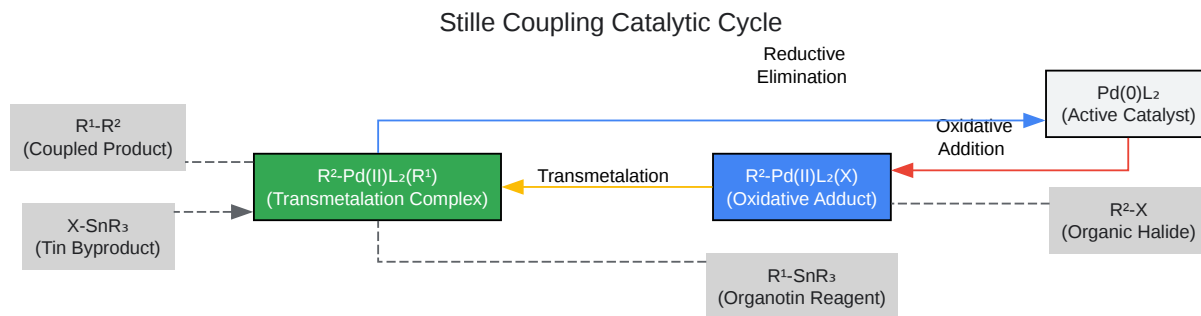 Stille Coupling Catalytic Cycle
Reductive
Elimination
Pd(0)L₂
(Active Catalyst)
R¹-R²
(Coupled Product)
Oxidative
Addition
R²-Pd(II)L₂(R¹)
(Transmetalation Complex)
Transmetalation
R²-Pd(II)L₂(X)
(Oxidative Adduct)
X-SnR₃
(Tin Byproduct)
R²-X
(Organic Halide)
R¹-SnR₃
(Organotin Reagent)